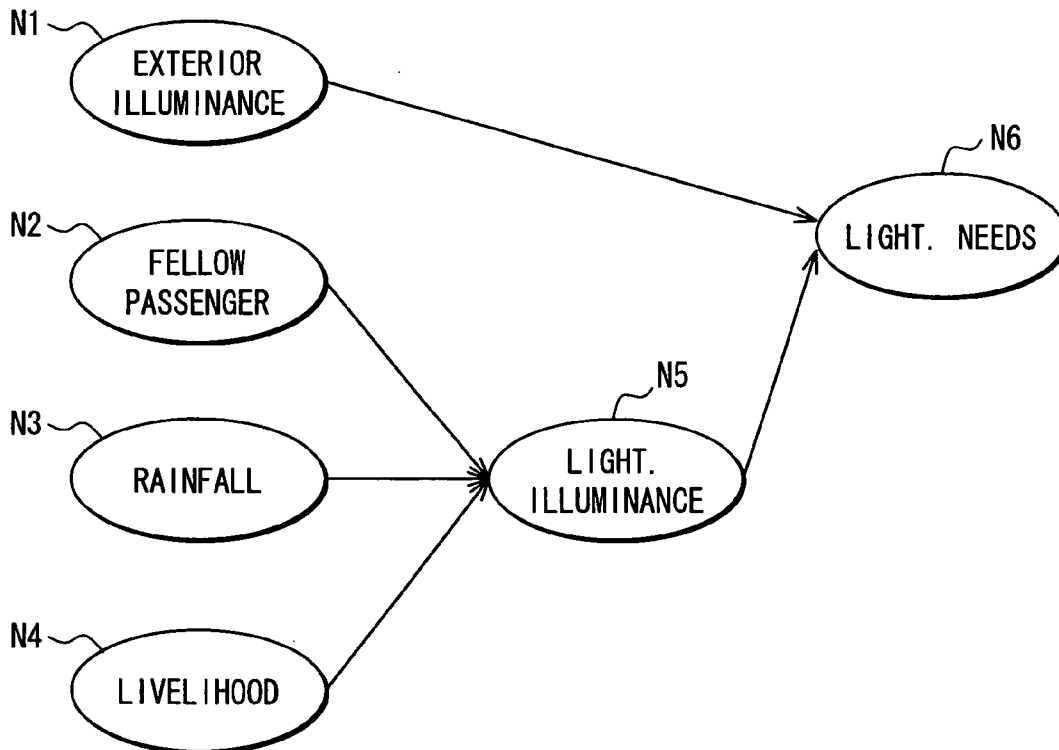 N1
EXTERIOR
ILLUMINANCE
N6
LIGHT. NEEDS
N2
FELLOW
PASSENGER
N5
LIGHT.
ILLUMINANCE
N3
RAINFALL
N4
LIVELIHOOD